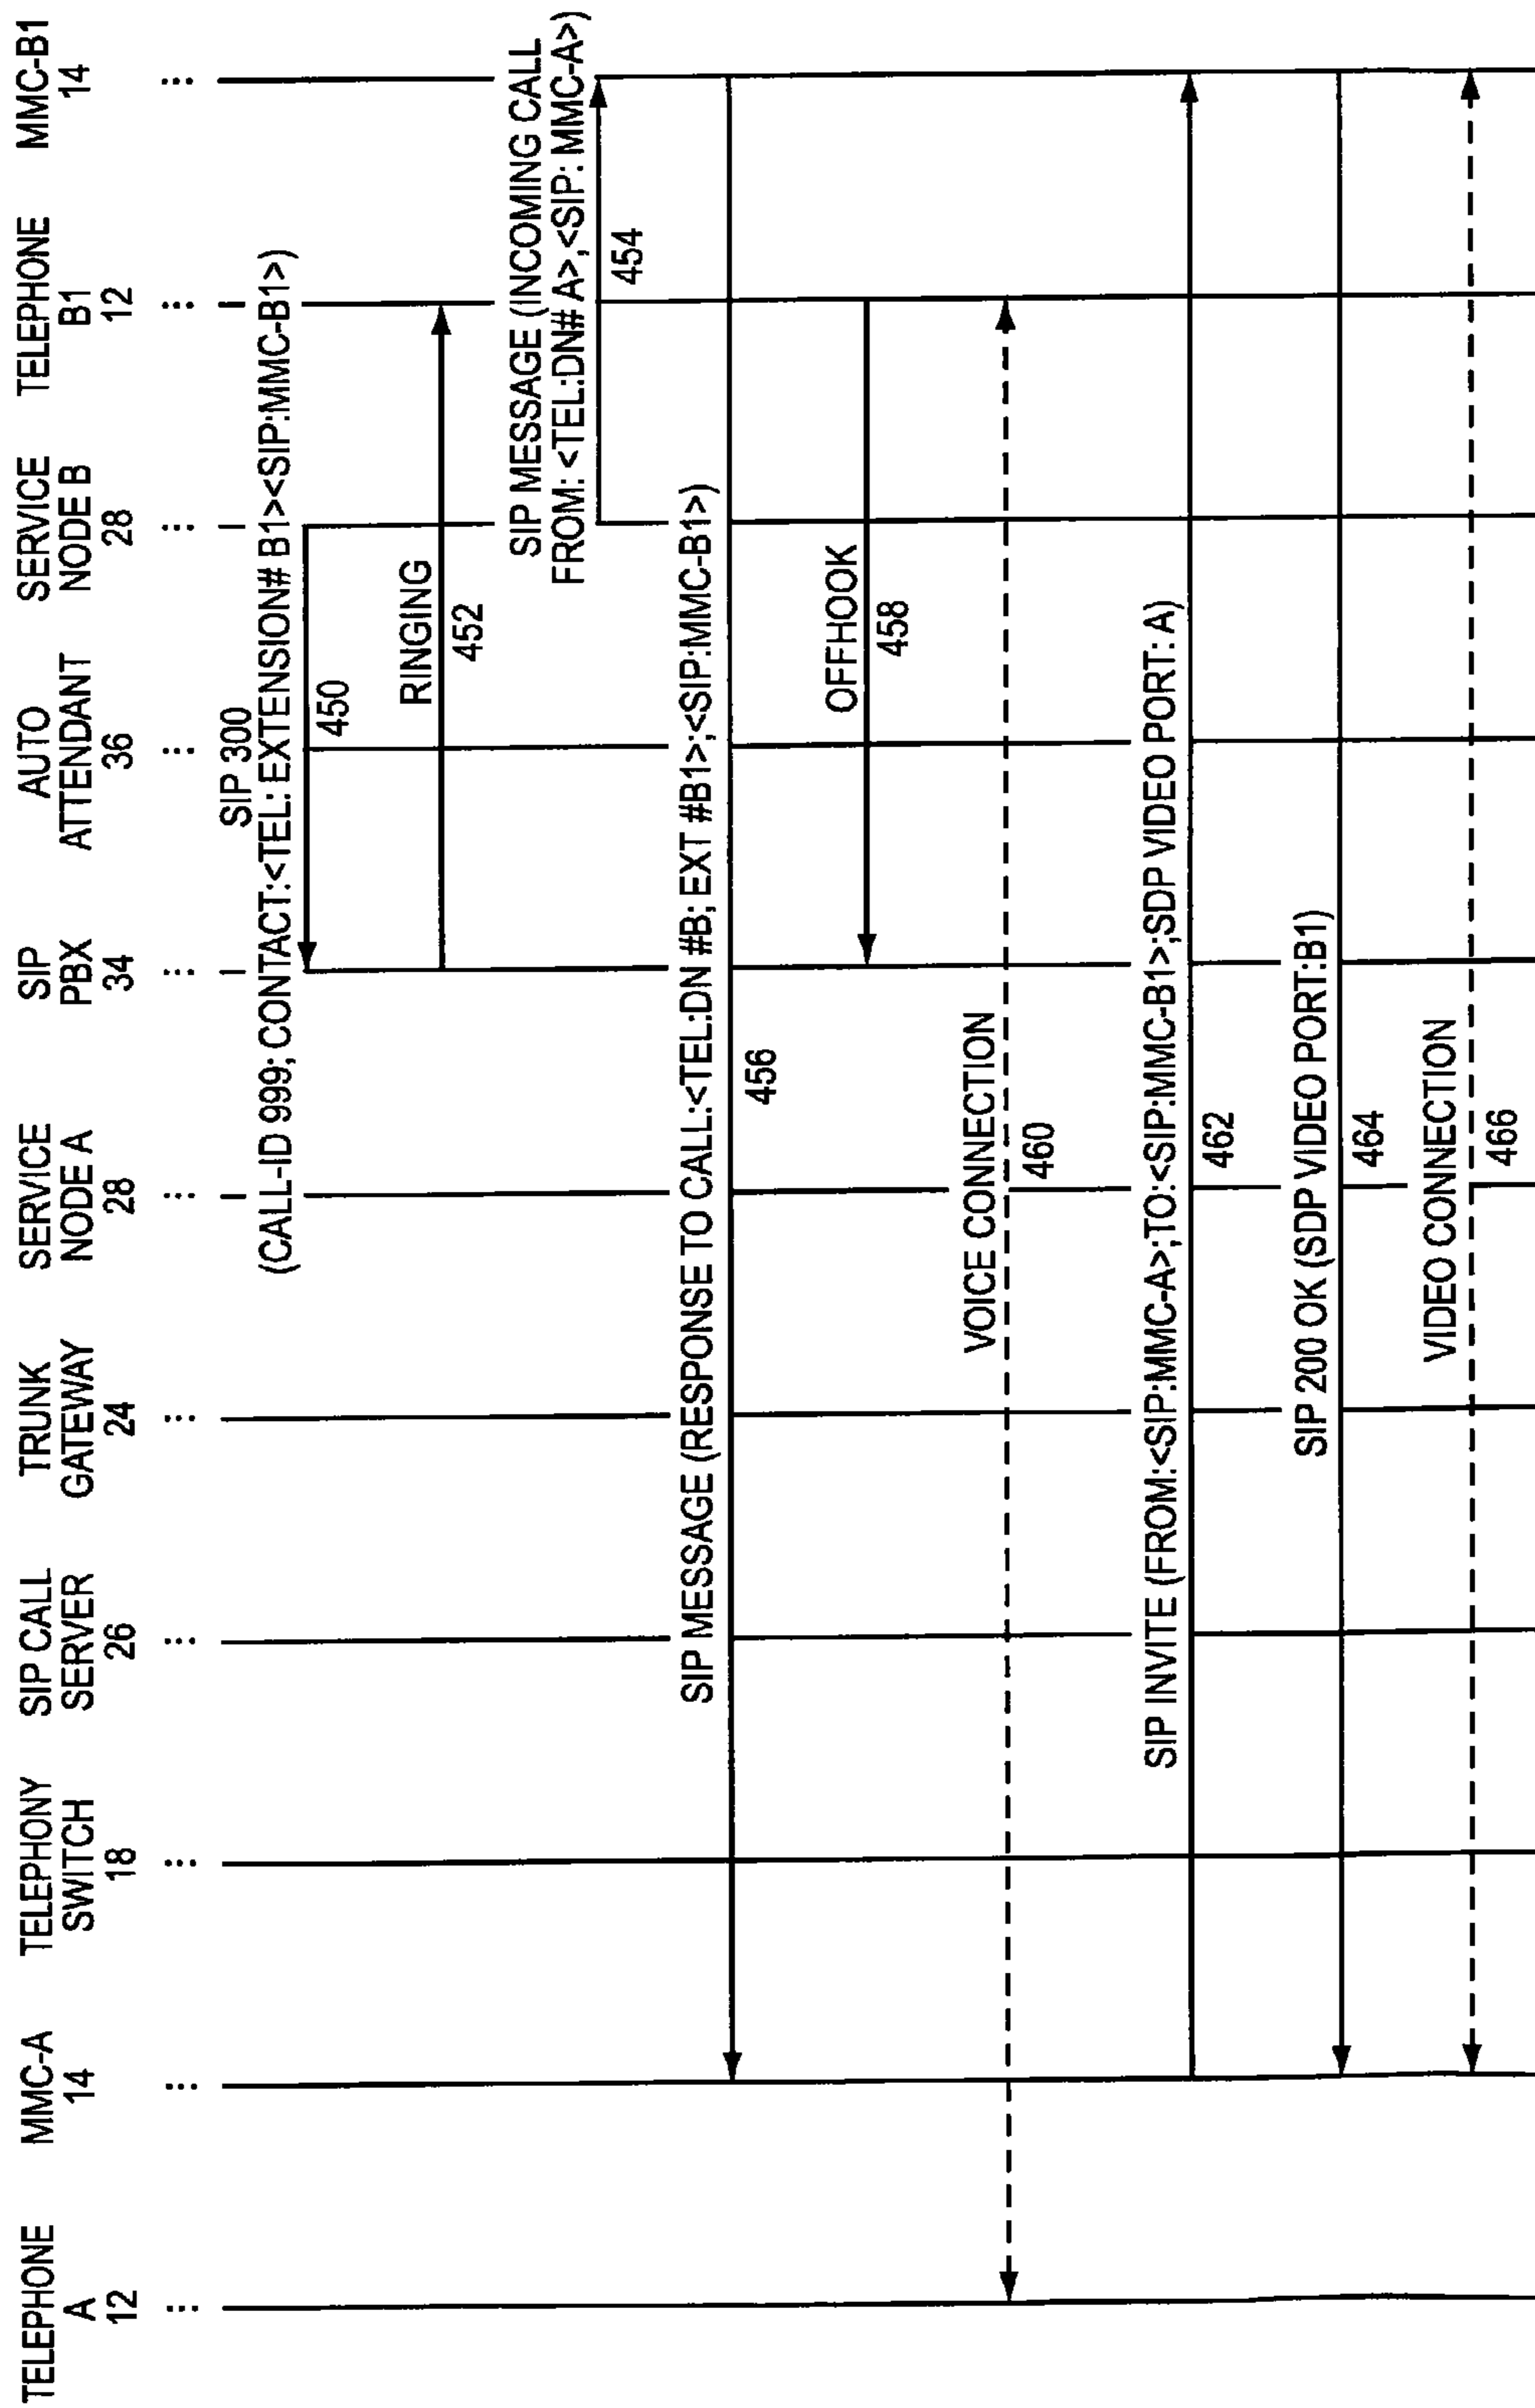 TELEPHONE
A
12
MMC-A
14
TELEPHONY
SWITCH
18
SIP CALL
SERVER
26
TRUNK
GATEWAY
24
SERVICE
NODE A
28
SIP
PBX
34
AUTO
ATTENDANT
36
SERVICE
NODE B
28
TELEPHONE
B1
12
MMC-B1
14
SIP 300
(CALL-ID 999; CONTACT:<TEL: EXTENSION# B1><SIP:MMC-B1>)
450
RINGING
452
SIP MESSAGE (INCOMING CALL
FROM: <TEL:DN# A>,<SIP: MMC-A>)
454
SIP MESSAGE (RESPONSE TO CALL:<TEL:DN #B; EXT #B1>;<SIP:MMC-B1>)
456
OFFHOOK
458
VOICE CONNECTION
460
SIP INVITE (FROM:<SIP:MMC-A>;TO:<SIP:MMC-B1>;SDP VIDEO PORT: A)
462
SIP 200 OK (SDP VIDEO PORT:B1)
464
VIDEO CONNECTION
466